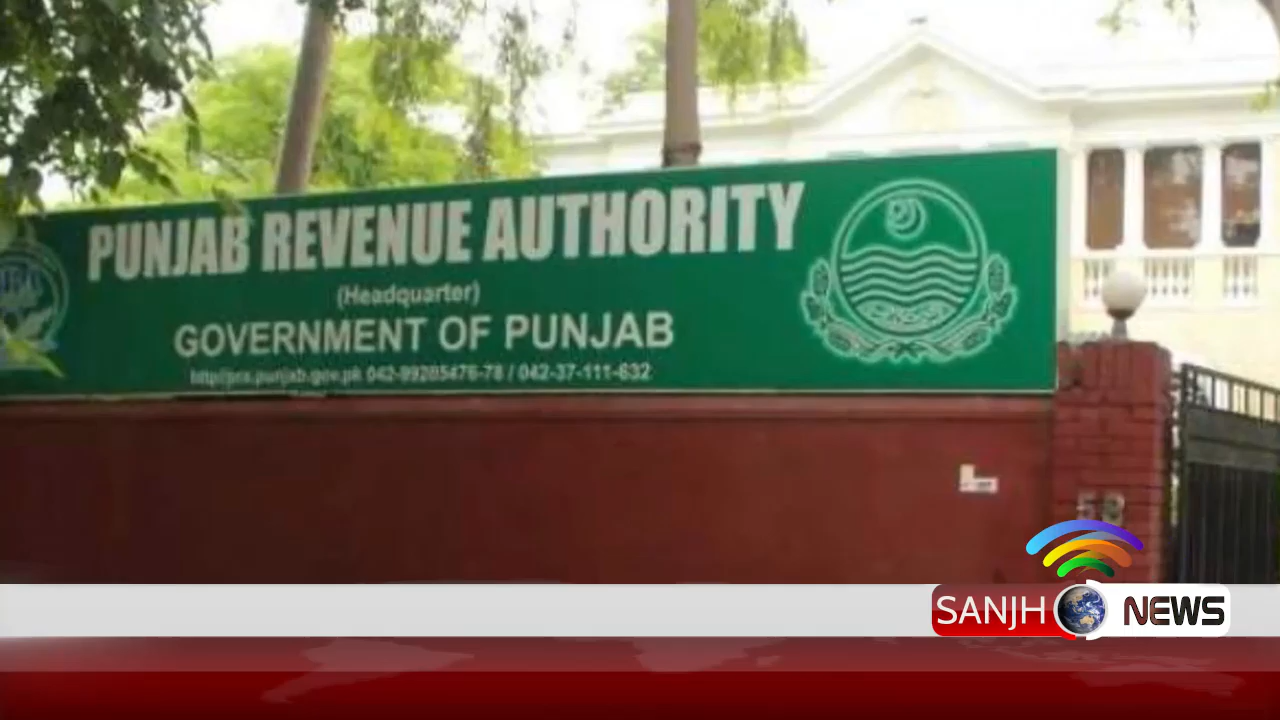 PUNJAB REVENUE AUTHORITY
(Headquarter)
GOVERNMENT OF PUNJAB
042-99205476-78 / 042-37-111-632
SANJH NEWS